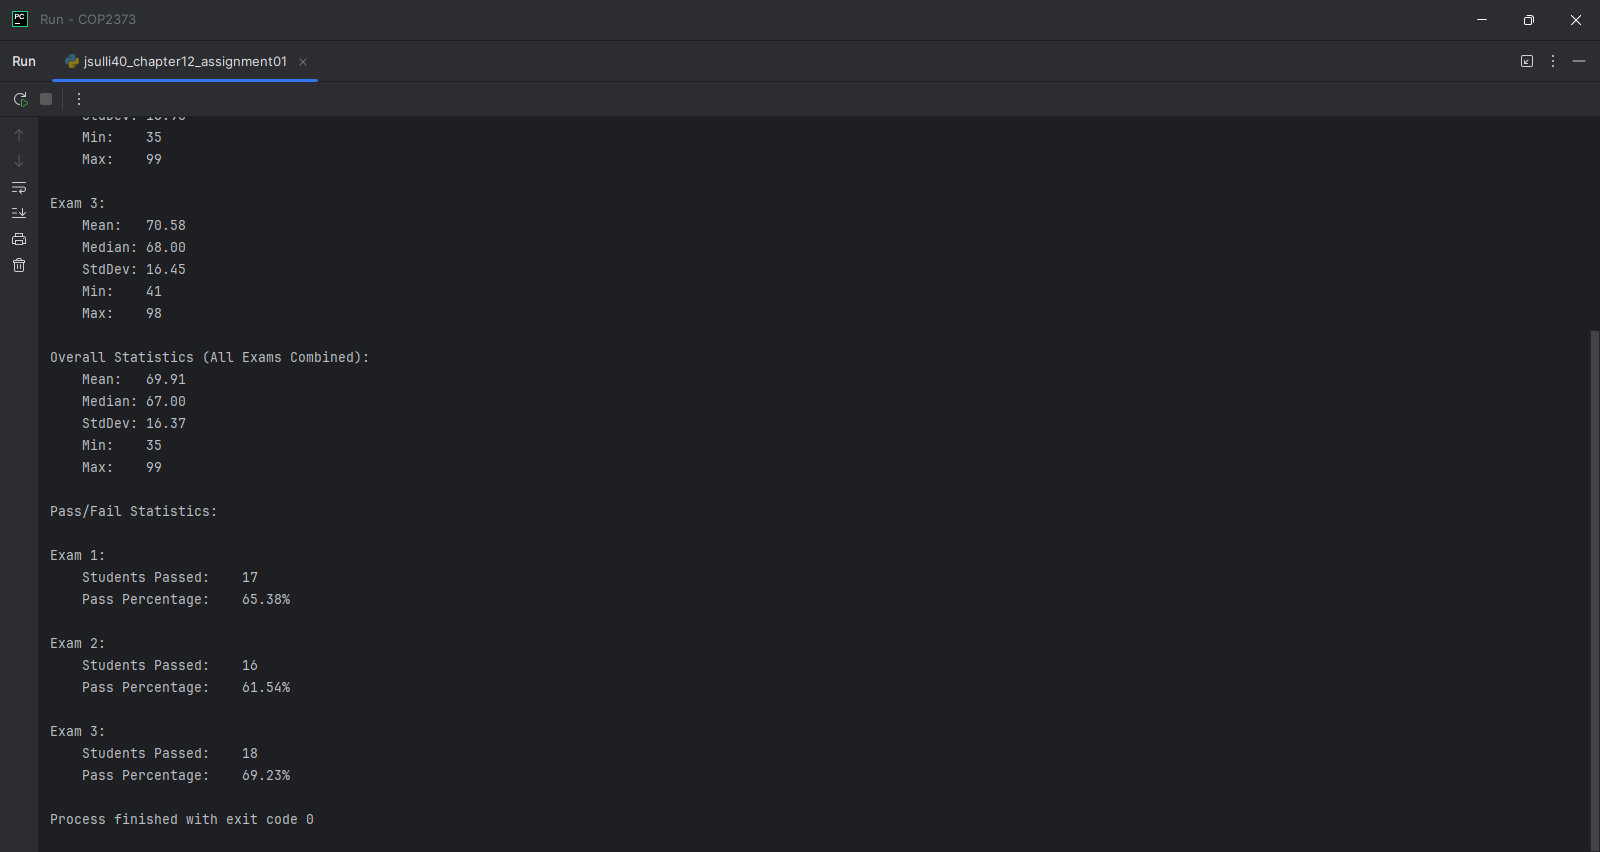 PC Run - COP2373
Run jsulli40_chapter12_assignment01
Min: 35
Max: 99
Exam 3:
Mean: 70.58
Median: 68.00
StdDev: 16.45
Min: 41
Max: 98
Overall Statistics (All Exams Combined):
Mean: 69.91
Median: 67.00
StdDev: 16.37
Min: 35
Max: 99
Pass/Fail Statistics:
Exam 1:
Students Passed: 17
Pass Percentage: 65.38%
Exam 2:
Students Passed: 16
Pass Percentage: 61.54%
Exam 3:
Students Passed: 18
Pass Percentage: 69.23%
Process finished with exit code 0